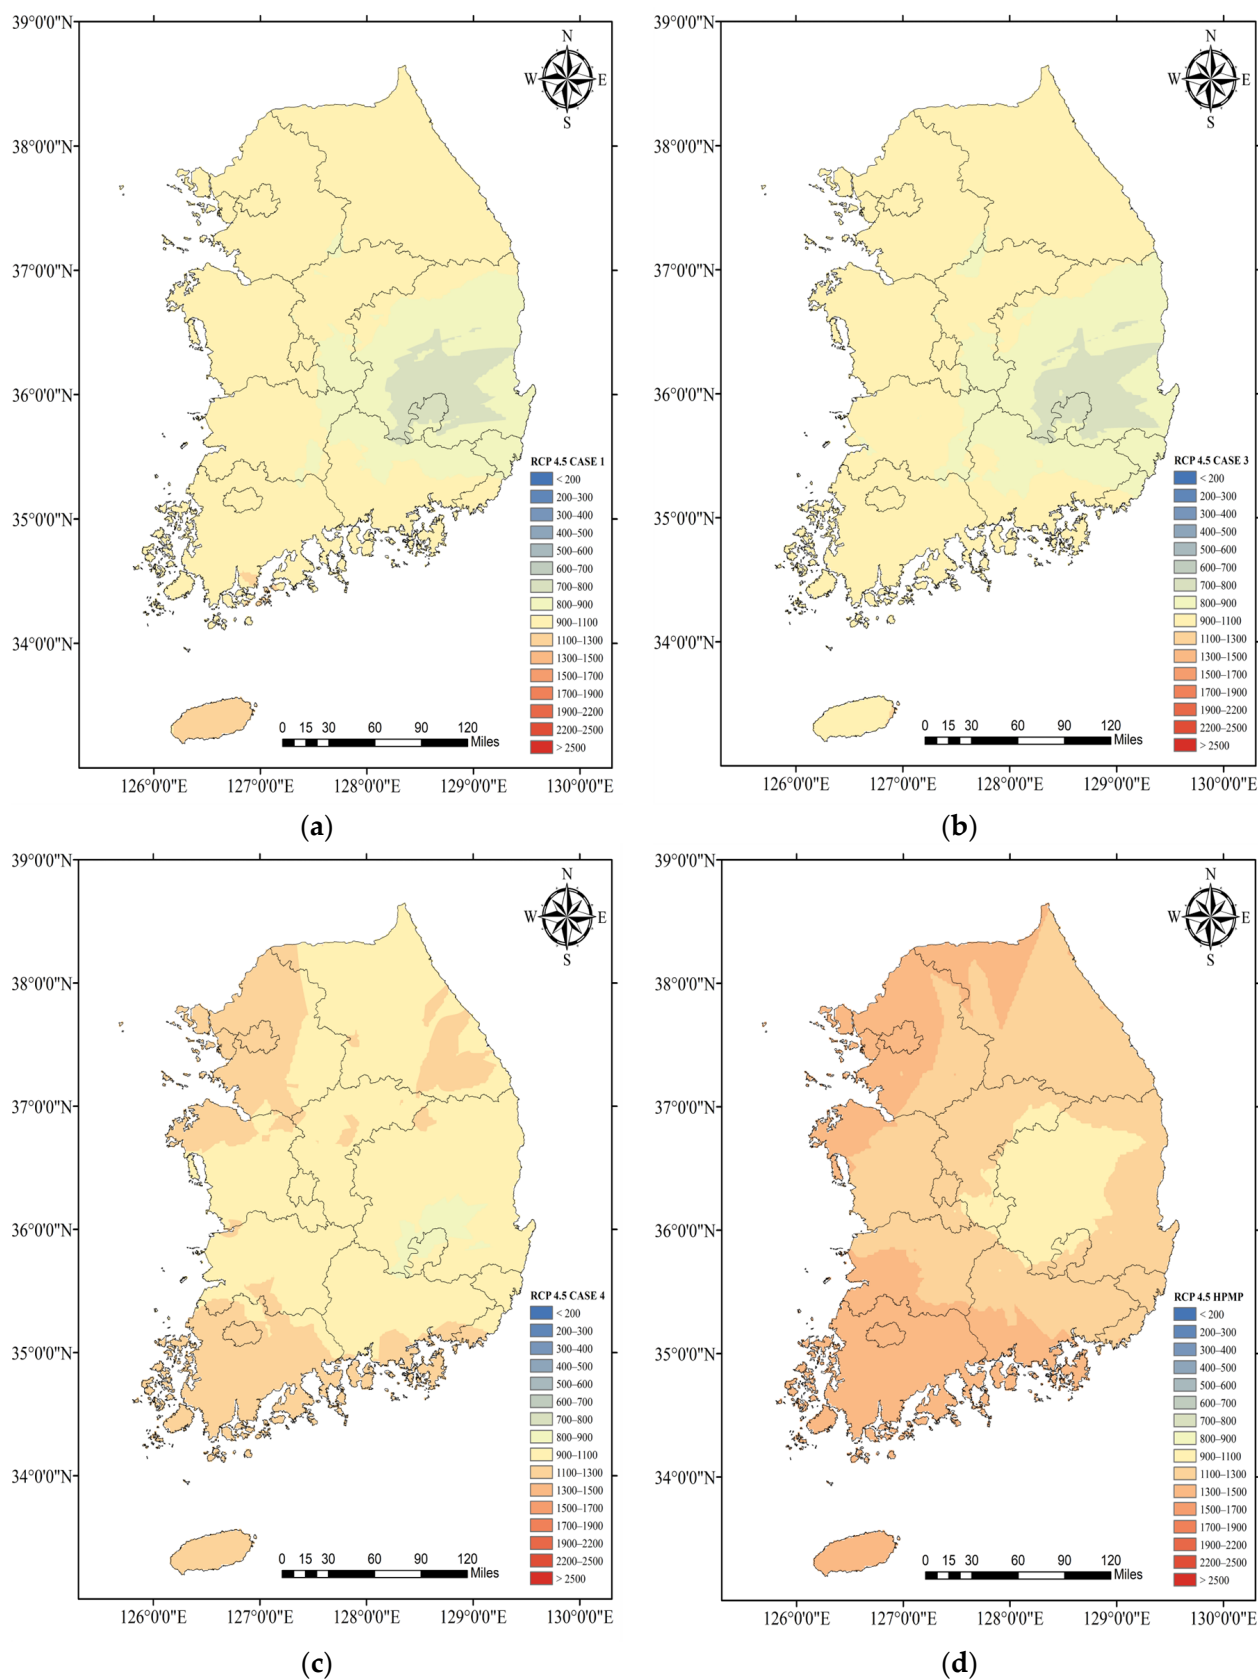 39°0'0"N
38°0'0"N
37°0'0"N
36°0'0"N
35°0'0"N
34°0'0"N
N
W E
S
RCP 4.5 CASE 1
< 200
200–300
300–400
400–500
500–600
600–700
700–800
800–900
900–1100
1100–1300
1300–1500
1500–1700
1700–1900
1900–2200
2200–2500
> 2500
0 15 30 60 90 120
Miles
126°0'0"E 127°0'0"E 128°0'0"E 129°0'0"E 130°0'0"E
(a)
39°0'0"N
38°0'0"N
37°0'0"N
36°0'0"N
35°0'0"N
34°0'0"N
N
W E
S
RCP 4.5 CASE 3
< 200
200–300
300–400
400–500
500–600
600–700
700–800
800–900
900–1100
1100–1300
1300–1500
1500–1700
1700–1900
1900–2200
2200–2500
> 2500
0 15 30 60 90 120
Miles
126°0'0"E 127°0'0"E 128°0'0"E 129°0'0"E 130°0'0"E
(b)
39°0'0"N
38°0'0"N
37°0'0"N
36°0'0"N
35°0'0"N
34°0'0"N
N
W E
S
RCP 4.5 CASE 4
< 200
200–300
300–400
400–500
500–600
600–700
700–800
800–900
900–1100
1100–1300
1300–1500
1500–1700
1700–1900
1900–2200
2200–2500
> 2500
0 15 30 60 90 120
Miles
126°0'0"E 127°0'0"E 128°0'0"E 129°0'0"E 130°0'0"E
(c)
39°0'0"N
38°0'0"N
37°0'0"N
36°0'0"N
35°0'0"N
34°0'0"N
N
W E
S
RCP 4.5 HPMP
< 200
200–300
300–400
400–500
500–600
600–700
700–800
800–900
900–1100
1100–1300
1300–1500
1500–1700
1700–1900
1900–2200
2200–2500
> 2500
0 15 30 60 90 120
Miles
126°0'0"E 127°0'0"E 128°0'0"E 129°0'0"E 130°0'0"E
(d)